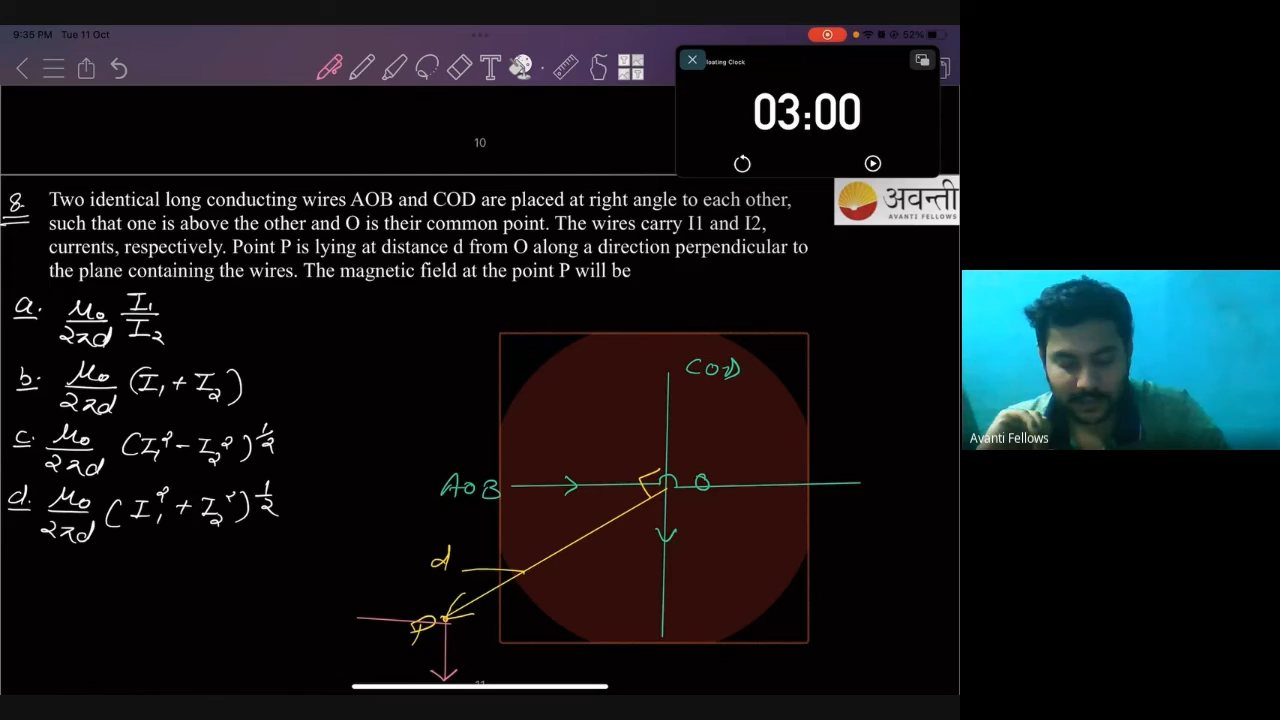 9:35 PM Tue 11 Oct
52%
loating Clock
03:00
10
अवन्ती
AVANTI FELLOWS
8 Two identical long conducting wires AOB and COD are placed at right angle to each other,
such that one is above the other and O is their common point. The wires carry I1 and I2,
currents, respectively. Point P is lying at distance d from O along a direction perpendicular to
the plane containing the wires. The magnetic field at the point P will be
a. μ₀/2πd I₁/I₂
b. μ₀/2πd (I₁ + I₂)
c. μ₀/2πd (I₁² - I₂²)^1/2
d. μ₀/2πd (I₁² + I₂²)^1/2
COD
AOB
O
d
P
11
Avanti Fellows